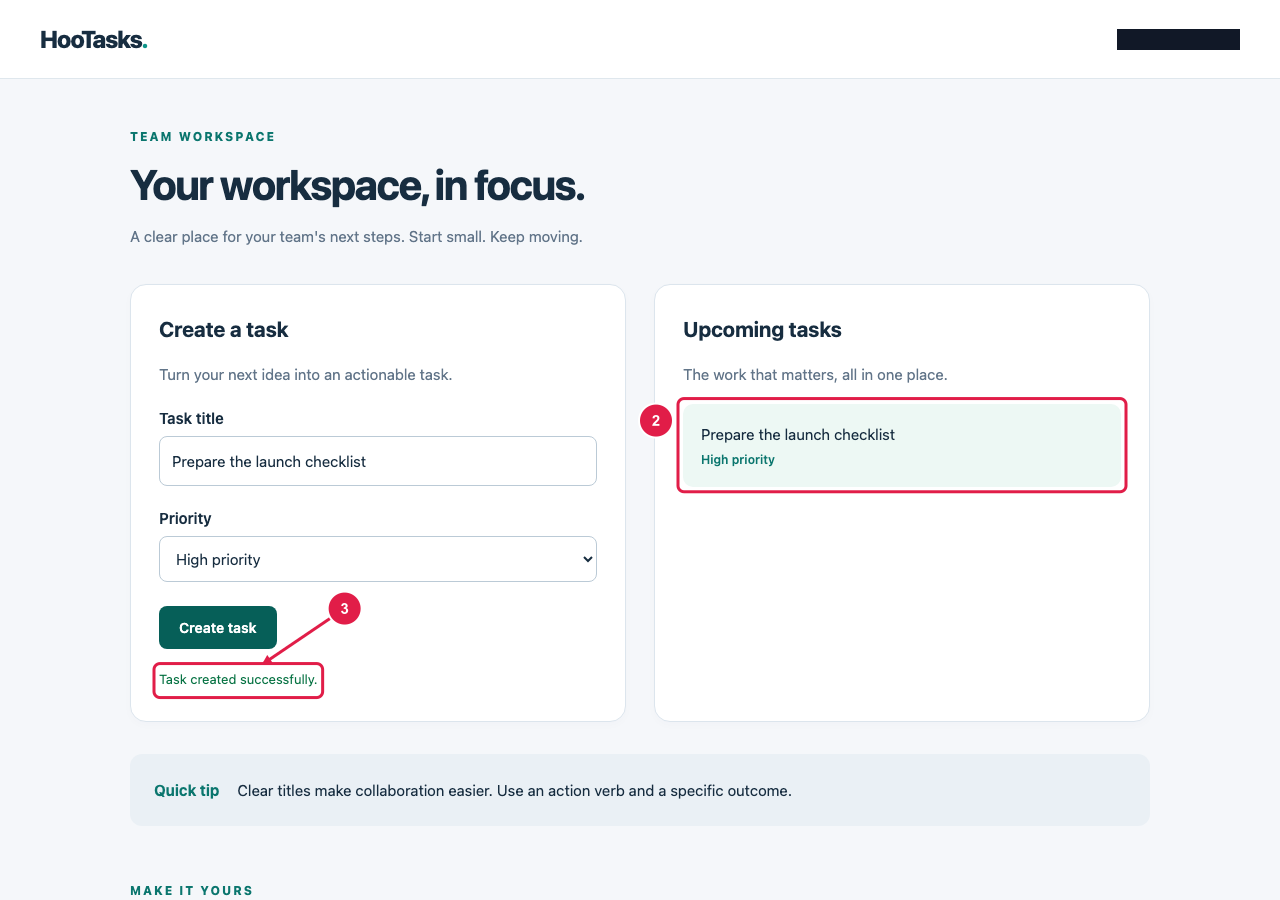 HooTasks.
TEAM WORKSPACE
Your workspace, in focus.
A clear place for your team's next steps. Start small. Keep moving.
Create a task
Turn your next idea into an actionable task.
Task title
Prepare the launch checklist
Priority
High priority
Create task
3
Task created successfully.
Upcoming tasks
The work that matters, all in one place.
2
Prepare the launch checklist
High priority
Quick tip Clear titles make collaboration easier. Use an action verb and a specific outcome.
MAKE IT YOURS